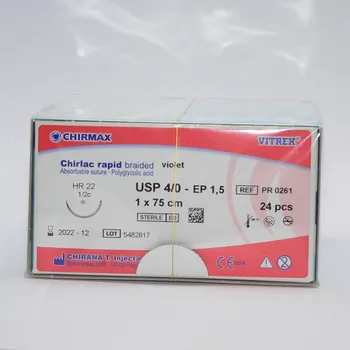 CHIRMAX
VITREX
Chirlac rapid braided violet
Absorbable suture - Polyglycolic acid
HR 22
1/2c
USP 4/0 - EP 1,5
REF PR 0261
1 x 75 cm
24 pcs
STERILE EO
2022 - 12
LOT 5482817
CHIRANA T. Injecta